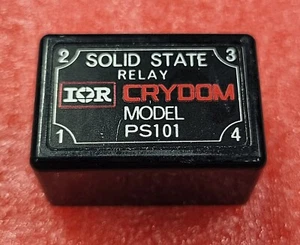 2 SOLID STATE 3
RELAY
IOR CRYDOM
MODEL
1 PS101 4